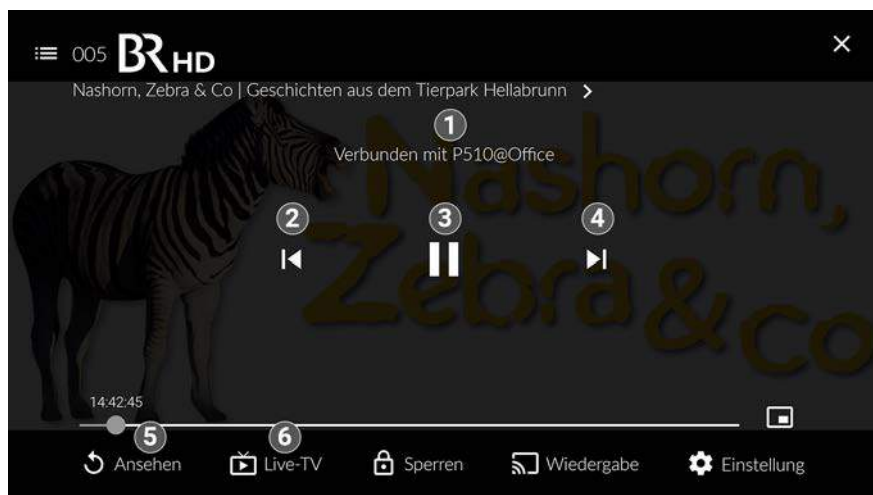 005 BR HD
Nashorn, Zebra & Co | Geschichten aus dem Tierpark Hellabrunn
1
Verbunden mit P510@Office
Nashorn,
2 3 4
Zebra & Co
14:42:45
5 6
Ansehen Live-TV Sperren Wiedergabe Einstellung